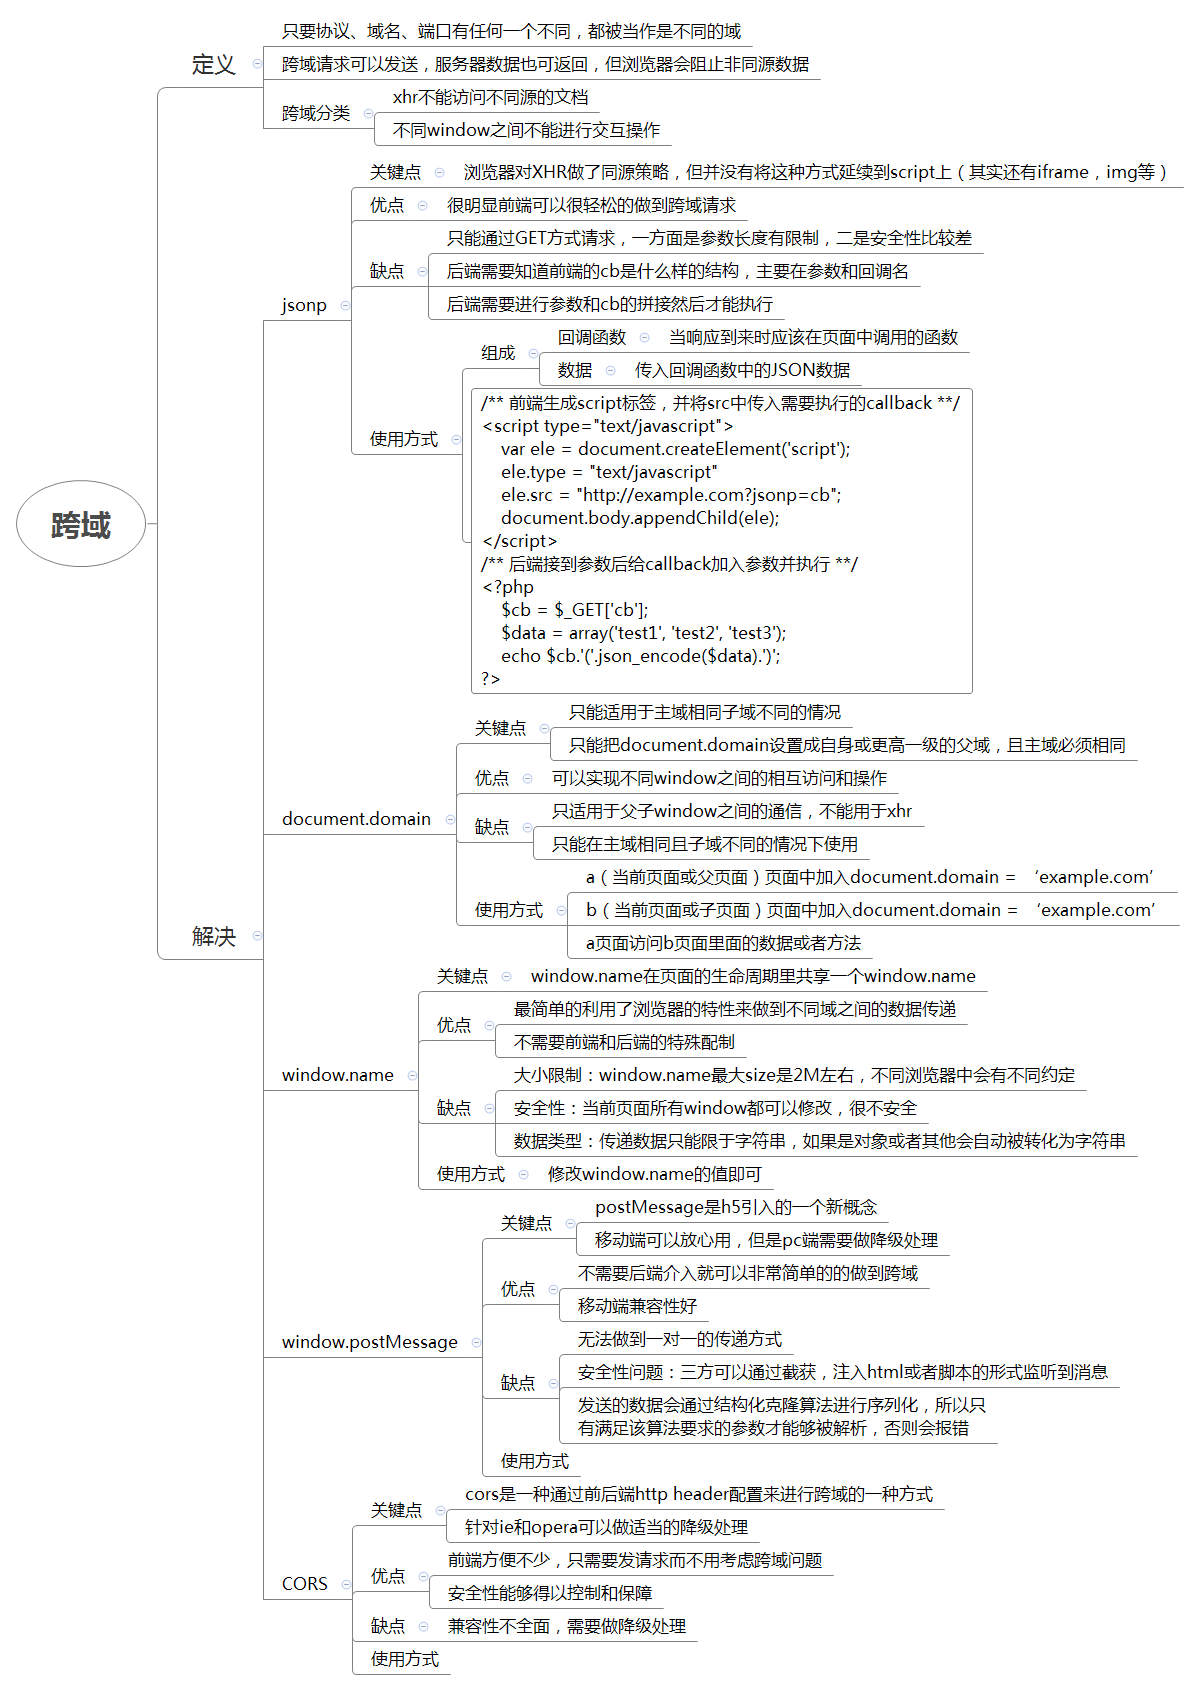 跨域
定义
只要协议、域名、端口有任何一个不同，都被当作是不同的域
跨域请求可以发送，服务器数据也可返回，但浏览器会阻止非同源数据
跨域分类
xhr不能访问不同源的文档
不同window之间不能进行交互操作
解决
jsonp
关键点
浏览器对XHR做了同源策略，但并没有将这种方式延续到script上（其实还有iframe，img等）
优点
很明显前端可以很轻松的做到跨域请求
缺点
只能通过GET方式请求，一方面是参数长度有限制，二是安全性比较差
后端需要知道前端的cb是什么样的结构，主要在参数和回调名
后端需要进行参数和cb的拼接然后才能执行
使用方式
组成
回调函数
当响应到来时应该在页面中调用的函数
数据
传入回调函数中的JSON数据
/** 前端生成script标签，并将src中传入需要执行的callback **/
<script type="text/javascript">
    var ele = document.createElement('script');
    ele.type = "text/javascript"
    ele.src = "http://example.com?jsonp=cb";
    document.body.appendChild(ele);
</script>
/** 后端接到参数后给callback加入参数并执行 **/
<?php
    $cb = $_GET['cb'];
    $data = array('test1', 'test2', 'test3');
    echo $cb.'('.json_encode($data).')';
?>
document.domain
关键点
只能适用于主域相同子域不同的情况
只能把document.domain设置成自身或更高一级的父域，且主域必须相同
优点
可以实现不同window之间的相互访问和操作
缺点
只适用于父子window之间的通信，不能用于xhr
只能在主域相同且子域不同的情况下使用
使用方式
a（当前页面或父页面）页面中加入document.domain = ‘example.com’
b（当前页面或子页面）页面中加入document.domain = ‘example.com’
a页面访问b页面里面的数据或者方法
window.name
关键点
window.name在页面的生命周期里共享一个window.name
优点
最简单的利用了浏览器的特性来做到不同域之间的数据传递
不需要前端和后端的特殊配制
缺点
大小限制：window.name最大size是2M左右，不同浏览器中会有不同约定
安全性：当前页面所有window都可以修改，很不安全
数据类型：传递数据只能限于字符串，如果是对象或者其他会自动被转化为字符串
使用方式
修改window.name的值即可
window.postMessage
关键点
postMessage是h5引入的一个新概念
移动端可以放心用，但是pc端需要做降级处理
优点
不需要后端介入就可以非常简单的的做到跨域
移动端兼容性好
缺点
无法做到一对一的传递方式
安全性问题：三方可以通过截获，注入html或者脚本的形式监听到消息
发送的数据会通过结构化克隆算法进行序列化，所以只
有满足该算法要求的参数才能够被解析，否则会报错
使用方式
CORS
关键点
cors是一种通过前后端http header配置来进行跨域的一种方式
针对ie和opera可以做适当的降级处理
优点
前端方便不少，只需要发请求而不用考虑跨域问题
安全性能够得以控制和保障
缺点
兼容性不全面，需要做降级处理
使用方式